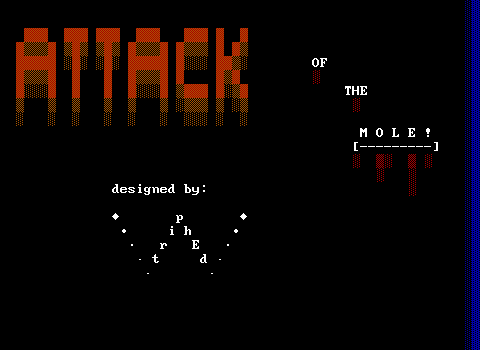 ATTACK
OF
THE
M O L E !
[---------]
designed by:
p
i h
r E
t d